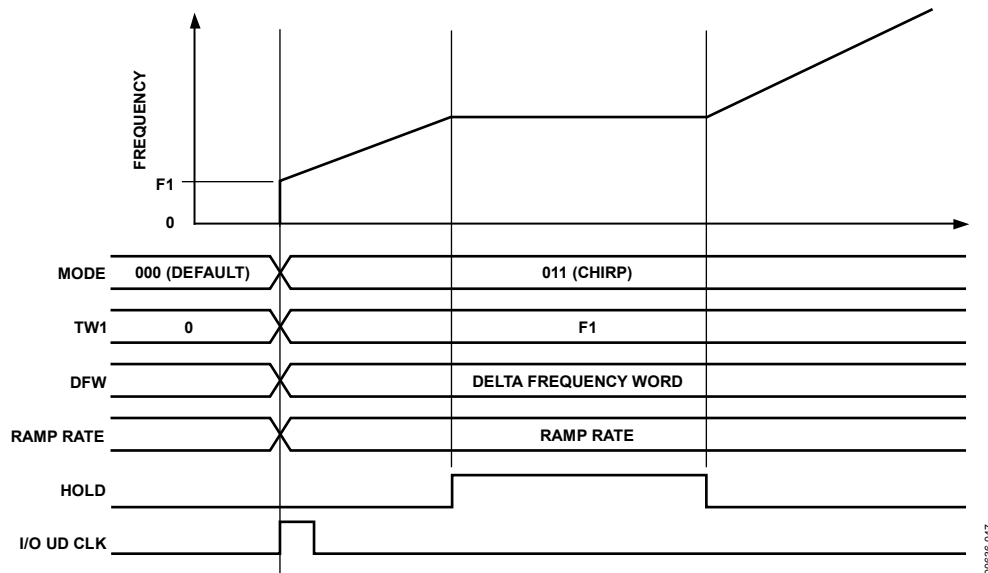 FREQUENCY
F1
0
MODE 000 (DEFAULT) 011 (CHIRP)
TW1 0 F1
DFW DELTA FREQUENCY WORD
RAMP RATE RAMP RATE
HOLD
I/O UD CLK